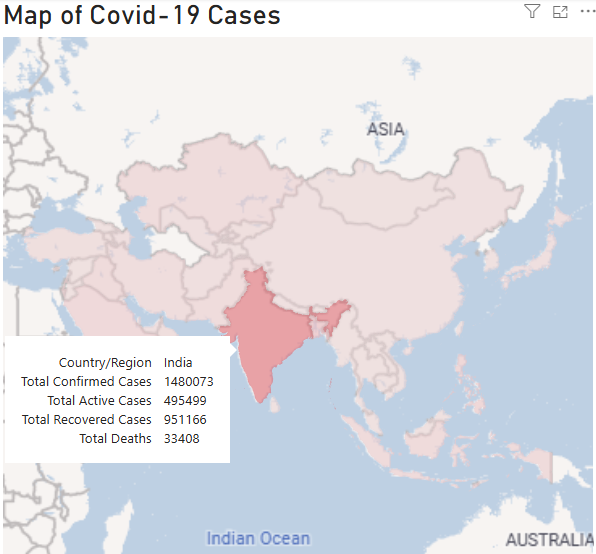 Map of Covid-19 Cases
ASIA
Country/Region India
Total Confirmed Cases 1480073
Total Active Cases 495499
Total Recovered Cases 951166
Total Deaths 33408
Indian Ocean
AUSTRALIA